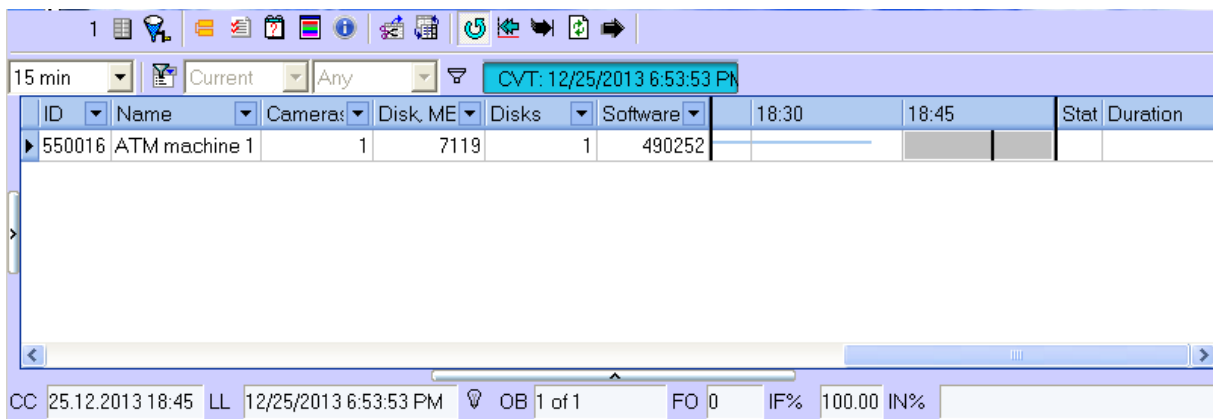 1
15 min Current Any CVT: 12/25/2013 6:53:53 PM
ID Name Cameras Disk, ME Disks Software 18:30 18:45 Stat Duration
550016 ATM machine 1 1 7119 1 490252
CC 25.12.2013 18:45 LL 12/25/2013 6:53:53 PM OB 1 of 1 FO 0 IF% 100.00 IN%